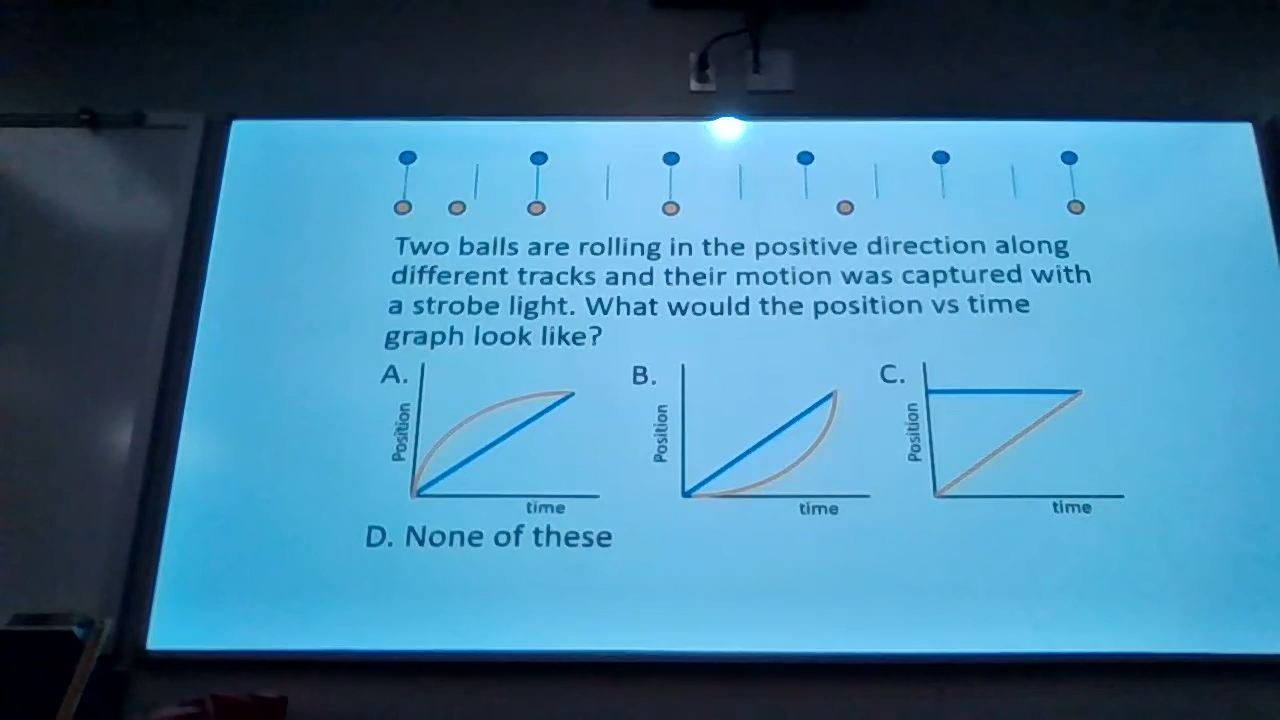 Two balls are rolling in the positive direction along
different tracks and their motion was captured with
a strobe light. What would the position vs time
graph look like?
A.
Position
time
B.
Position
time
C.
Position
time
D. None of these